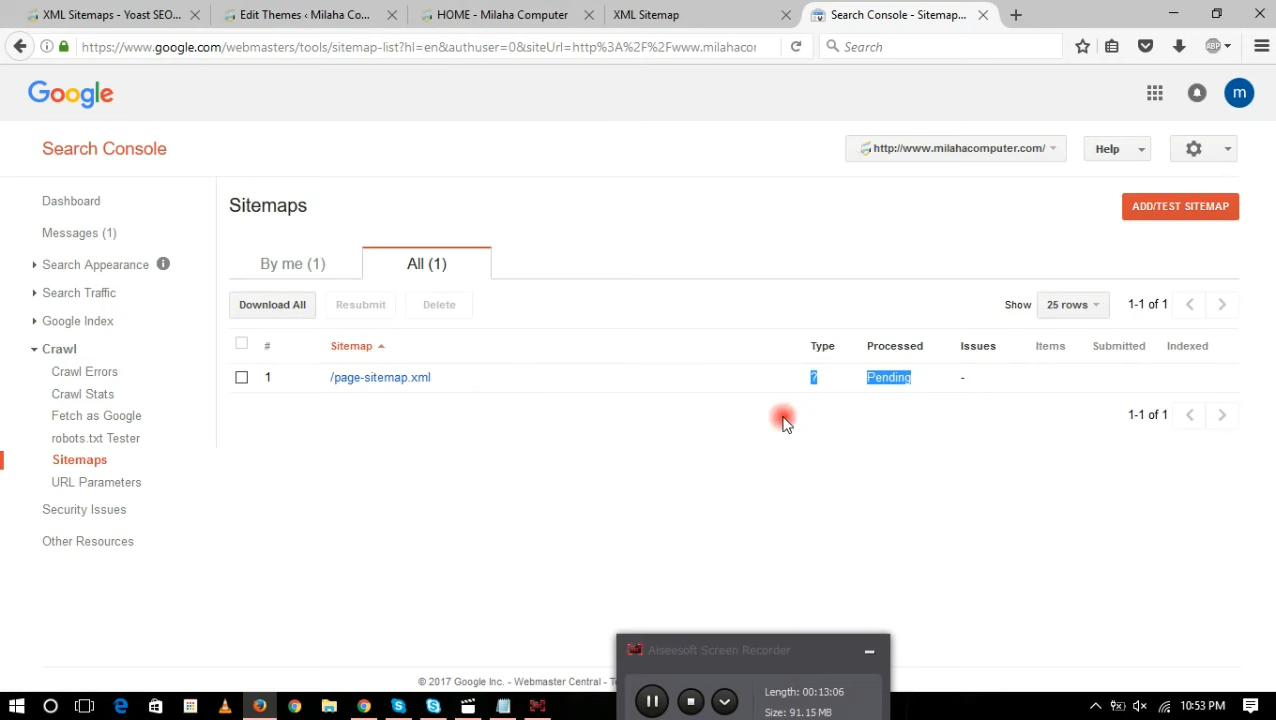 XML Sitemaps - Yoast SEO...
Edit Themes ‹ Milaha Co...
HOME - Milaha Computer
XML Sitemap
Search Console - Sitemap...
https://www.google.com/webmasters/tools/sitemap-list?hl=en&authuser=0&siteUrl=http%3A%2F%2Fwww.milahacor
Search
ABP
Google
m
Search Console
http://www.milahacomputer.com/
Help
Dashboard
Messages (1)
Search Appearance
Search Traffic
Google Index
Crawl
Crawl Errors
Crawl Stats
Fetch as Google
robots.txt Tester
Sitemaps
URL Parameters
Security Issues
Other Resources
Sitemaps
ADD/TEST SITEMAP
By me (1)
All (1)
Download All
Resubmit
Delete
Show
25 rows
1-1 of 1
# Sitemap Type Processed Issues Items Submitted Indexed
1 /page-sitemap.xml ? Pending -
1-1 of 1
© 2017 Google Inc. - Webmaster Central -
Aiseesoft Screen Recorder
Length: 00:13:06
Size: 91.15 MB
10:53 PM